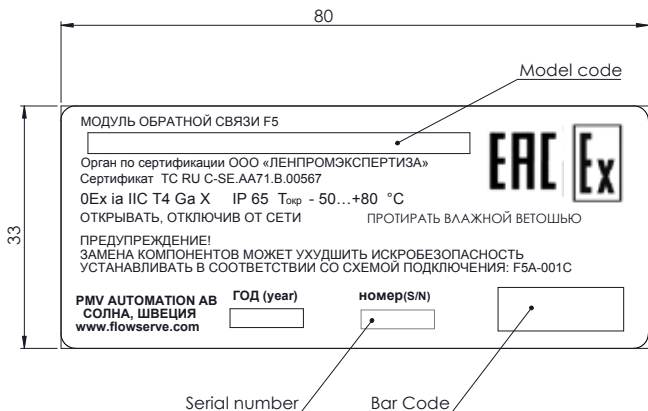 80
Model code
33
МОДУЛЬ ОБРАТНОЙ СВЯЗИ F5
EAC Ex
Орган по сертификации ООО «ЛЕНПРОМЭКСПЕРТИЗА»
Сертификат ТС RU C-SE.AA71.B.00567
0Ex ia IIC T4 Ga X IP 65 Токр - 50...+80 °C
ОТКРЫВАТЬ, ОТКЛЮЧИВ ОТ СЕТИ ПРОТИРАТЬ ВЛАЖНОЙ ВЕТОШЬЮ
ПРЕДУПРЕЖДЕНИЕ!
ЗАМЕНА КОМПОНЕНТОВ МОЖЕТ УХУДШИТЬ ИСКРОБЕЗОПАСНОСТЬ
УСТАНАВЛИВАТЬ В СООТВЕТСТВИИ СО СХЕМОЙ ПОДКЛЮЧЕНИЯ: F5A-001C
PMV AUTOMATION AB ГОД (year) номер(S/N)
СОЛНА, ШВЕЦИЯ
www.flowserve.com
Serial number Bar Code